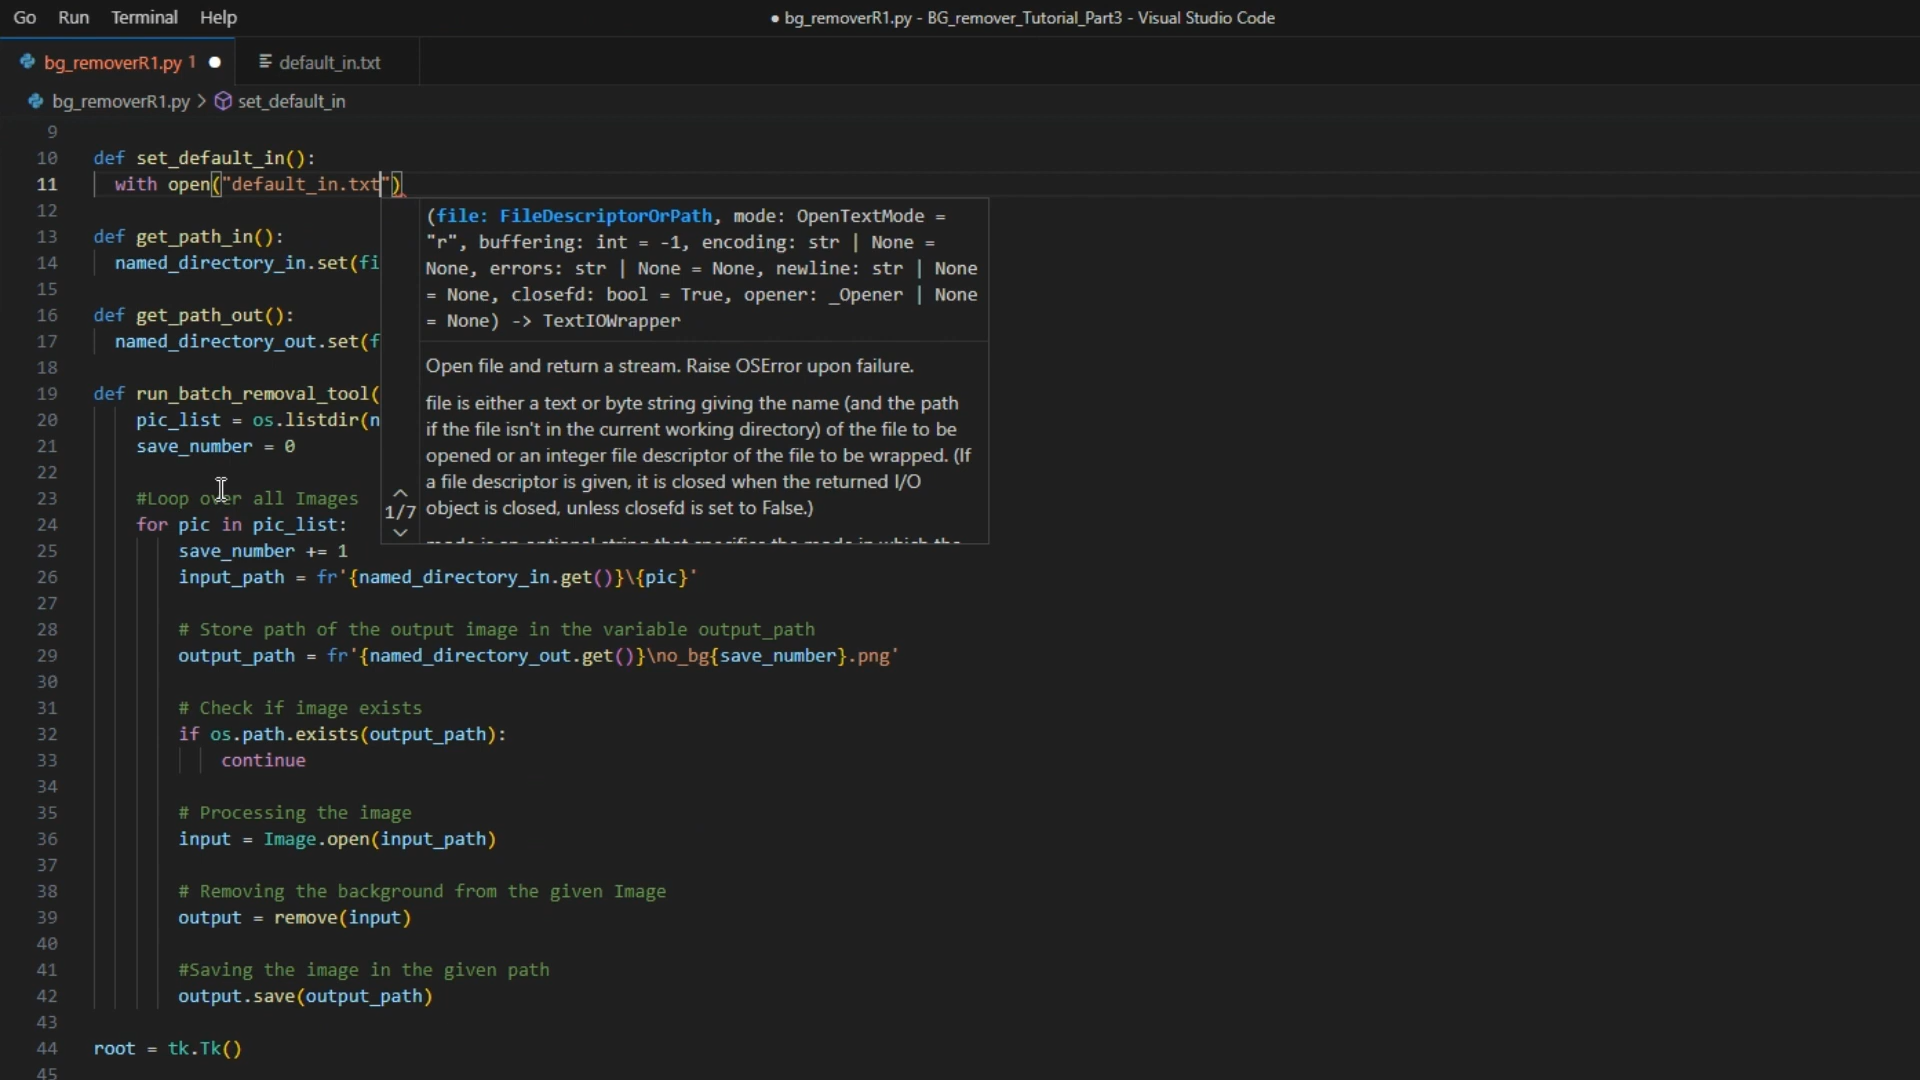 Go Run Terminal Help
● bg_removerR1.py - BG_remover_Tutorial_Part3 - Visual Studio Code
bg_removerR1.py 1 ● default_in.txt
bg_removerR1.py > set_default_in
9
10 def set_default_in():
11 with open("default_in.txt")
(file: FileDescriptorOrPath, mode: OpenTextMode =
"r", buffering: int = -1, encoding: str | None =
None, errors: str | None = None, newline: str | None
= None, closefd: bool = True, opener: _Opener | None
= None) -> TextIOWrapper
Open file and return a stream. Raise OSError upon failure.
file is either a text or byte string giving the name (and the path
if the file isn't in the current working directory) of the file to be
opened or an integer file descriptor of the file to be wrapped. (If
a file descriptor is given, it is closed when the returned I/O
object is closed, unless closefd is set to False.)
1/7
12
13 def get_path_in():
14 named_directory_in.set(fi
15
16 def get_path_out():
17 named_directory_out.set(f
18
19 def run_batch_removal_tool(
20 pic_list = os.listdir(n
21 save_number = 0
22
23 #Loop over all Images
24 for pic in pic_list:
25 save_number += 1
26 input_path = fr'{named_directory_in.get()}\{pic}'
27
28 # Store path of the output image in the variable output_path
29 output_path = fr'{named_directory_out.get()}\no_bg{save_number}.png'
30
31 # Check if image exists
32 if os.path.exists(output_path):
33 continue
34
35 # Processing the image
36 input = Image.open(input_path)
37
38 # Removing the background from the given Image
39 output = remove(input)
40
41 #Saving the image in the given path
42 output.save(output_path)
43
44 root = tk.Tk()
45